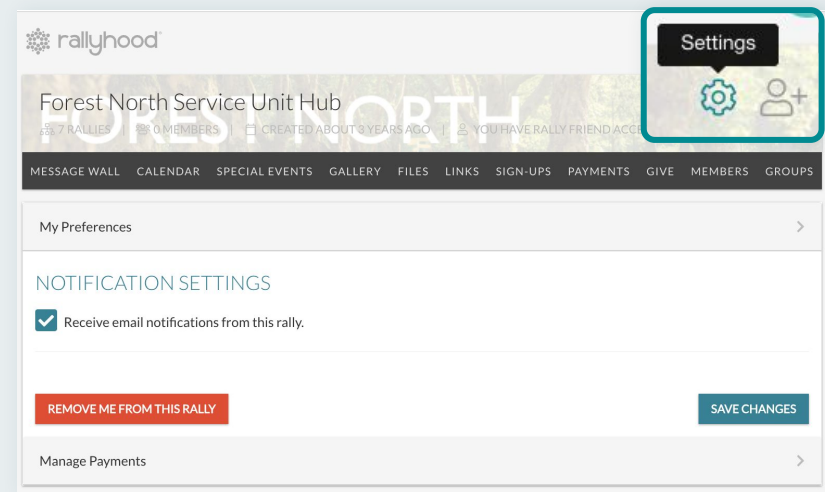 rallyhood
Settings
FOREST NORTH
Forest North Service Unit Hub
7 RALLIES | 0 MEMBERS | CREATED ABOUT 3 YEARS AGO | YOU HAVE RALLY FRIEND ACCE
MESSAGE WALL CALENDAR SPECIAL EVENTS GALLERY FILES LINKS SIGN-UPS PAYMENTS GIVE MEMBERS GROUPS
My Preferences
NOTIFICATION SETTINGS
Receive email notifications from this rally.
REMOVE ME FROM THIS RALLY SAVE CHANGES
Manage Payments